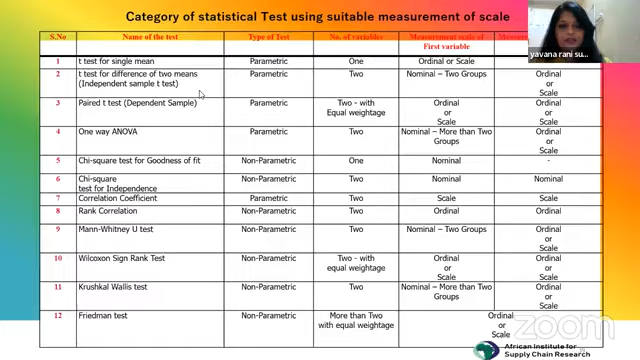 Category of statistical Test using suitable measurement of scale
yavana rani su...
S.No Name of the test Type of Test No. of variables Measurement scale of
First variable
1 t test for single mean Parametric One Ordinal or Scale
2 t test for difference of two means Parametric Two Nominal – Two Groups Ordinal
(Independent sample t test) or
Scale
3 Paired t test (Dependent Sample) Parametric Two - with Ordinal Ordinal
Equal weightage or or
Scale Scale
4 One way ANOVA Parametric Two Nominal – More than Two Ordinal
Groups or
Scale
5 Chi-square test for Goodness of fit Non-Parametric One Nominal -
6 Chi-square Non-Parametric Two Nominal Nominal
test for Independence
7 Correlation Coefficient Parametric Two Scale Scale
8 Rank Correlation Non-Parametric Two Ordinal Ordinal
9 Mann-Whitney U test Non-Parametric Two Nominal – Two Groups Ordinal
or
Scale
10 Wilcoxon Sign Rank Test Non-Parametric Two - with Ordinal Ordinal
equal weightage or or
Scale Scale
11 Krushkal Wallis test Non-Parametric Two Nominal – More than Two Ordinal
Groups or
Scale
12 Friedman test Non-Parametric More than Two Ordinal
with equal weightage or
Scale
zoom
African Institute for
Supply Chain Research